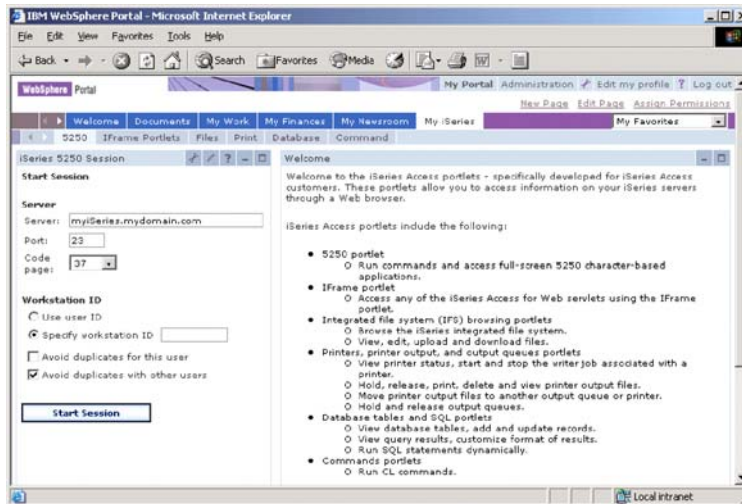 IBM WebSphere Portal - Microsoft Internet Explorer
File Edit View Favorites Tools Help
Back Search Favorites Media
WebSphere Portal My Portal Administration Edit my profile ? Log out
New Page Edit Page Assign Permissions
Welcome Documents My Work My Finances My Newsroom My iSeries My Favorites
5250 IFrame Portlets Files Print Database Command
iSeries 5250 Session ?
Start Session
Server
Server: myiSeries.mydomain.com
Port: 23
Code
page: 37
Workstation ID
Use user ID
Specify workstation ID
Avoid duplicates for this user
Avoid duplicates with other users
Start Session
Welcome
Welcome to the iSeries Access portlets - specifically developed for iSeries Access
customers. These portlets allow you to access information on your iSeries servers
through a Web browser.
iSeries Access portlets include the following:
• 5250 portlet
o Run commands and access full-screen 5250 character-based
applications.
• IFrame portlet
o Access any of the iSeries Access for Web servlets using the IFrame
portlet.
• Integrated file system (IFS) browsing portlets
o Browse the iSeries integrated file system.
o View, edit, upload and download files.
• Printers, printer output, and output queues portlets
o View printer status, start and stop the writer job associated with a
printer.
o Hold, release, print, delete and view printer output files.
o Move printer output files to another output queue or printer.
o Hold and release output queues.
• Database tables and SQL portlets
o View database tables, add and update records.
o View query results, customize format of results.
o Run SQL statements dynamically.
• Commands portlets
o Run CL commands.
Local intranet